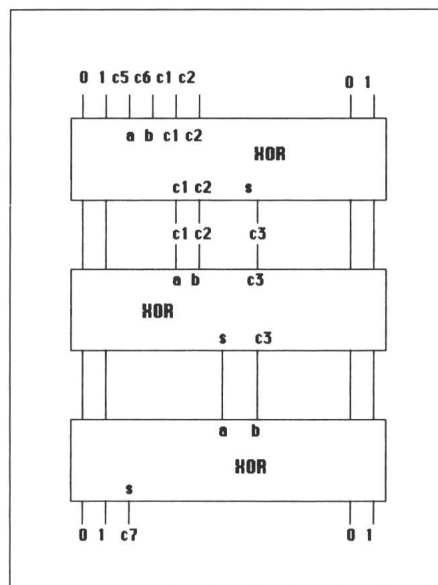 0 1 c5 c6 c1 c2 0 1
a b c1 c2
XOR
c1 c2 s
c1 c2 c3
a b c3
XOR
s c3
a b
XOR
s
0 1 c7 0 1